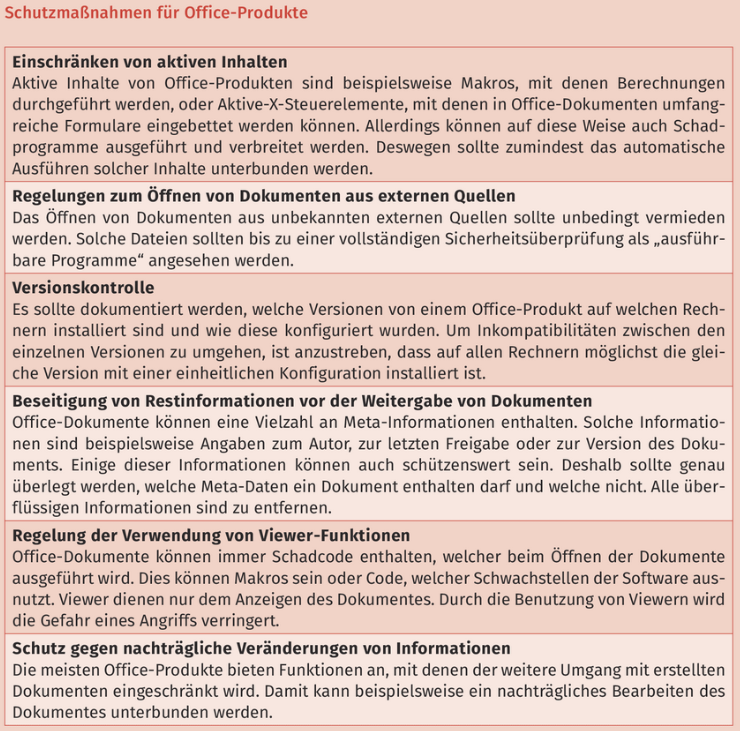 Schutzmaßnahmen für Office-Produkte
Einschränken von aktiven Inhalten
Aktive Inhalte von Office-Produkten sind beispielsweise Makros, mit denen Berechnungen
durchgeführt werden, oder Aktive-X-Steuerelemente, mit denen in Office-Dokumenten umfang-
reiche Formulare eingebettet werden können. Allerdings können auf diese Weise auch Schad-
programme ausgeführt und verbreitet werden. Deswegen sollte zumindest das automatische
Ausführen solcher Inhalte unterbunden werden.
Regelungen zum Öffnen von Dokumenten aus externen Quellen
Das Öffnen von Dokumenten aus unbekannten externen Quellen sollte unbedingt vermieden
werden. Solche Dateien sollten bis zu einer vollständigen Sicherheitsüberprüfung als „ausführ-
bare Programme“ angesehen werden.
Versionskontrolle
Es sollte dokumentiert werden, welche Versionen von einem Office-Produkt auf welchen Rech-
nern installiert sind und wie diese konfiguriert wurden. Um Inkompatibilitäten zwischen den
einzelnen Versionen zu umgehen, ist anzustreben, dass auf allen Rechnern möglichst die glei-
che Version mit einer einheitlichen Konfiguration installiert ist.
Beseitigung von Restinformationen vor der Weitergabe von Dokumenten
Office-Dokumente können eine Vielzahl an Meta-Informationen enthalten. Solche Informatio-
nen sind beispielsweise Angaben zum Autor, zur letzten Freigabe oder zur Version des Doku-
ments. Einige dieser Informationen können auch schützenswert sein. Deshalb sollte genau
überlegt werden, welche Meta-Daten ein Dokument enthalten darf und welche nicht. Alle über-
flüssigen Informationen sind zu entfernen.
Regelung der Verwendung von Viewer-Funktionen
Office-Dokumente können immer Schadcode enthalten, welcher beim Öffnen der Dokumente
ausgeführt wird. Dies können Makros sein oder Code, welcher Schwachstellen der Software aus-
nutzt. Viewer dienen nur dem Anzeigen des Dokumentes. Durch die Benutzung von Viewern wird
die Gefahr eines Angriffs verringert.
Schutz gegen nachträgliche Veränderungen von Informationen
Die meisten Office-Produkte bieten Funktionen an, mit denen der weitere Umgang mit erstellten
Dokumenten eingeschränkt wird. Damit kann beispielsweise ein nachträgliches Bearbeiten des
Dokumentes unterbunden werden.